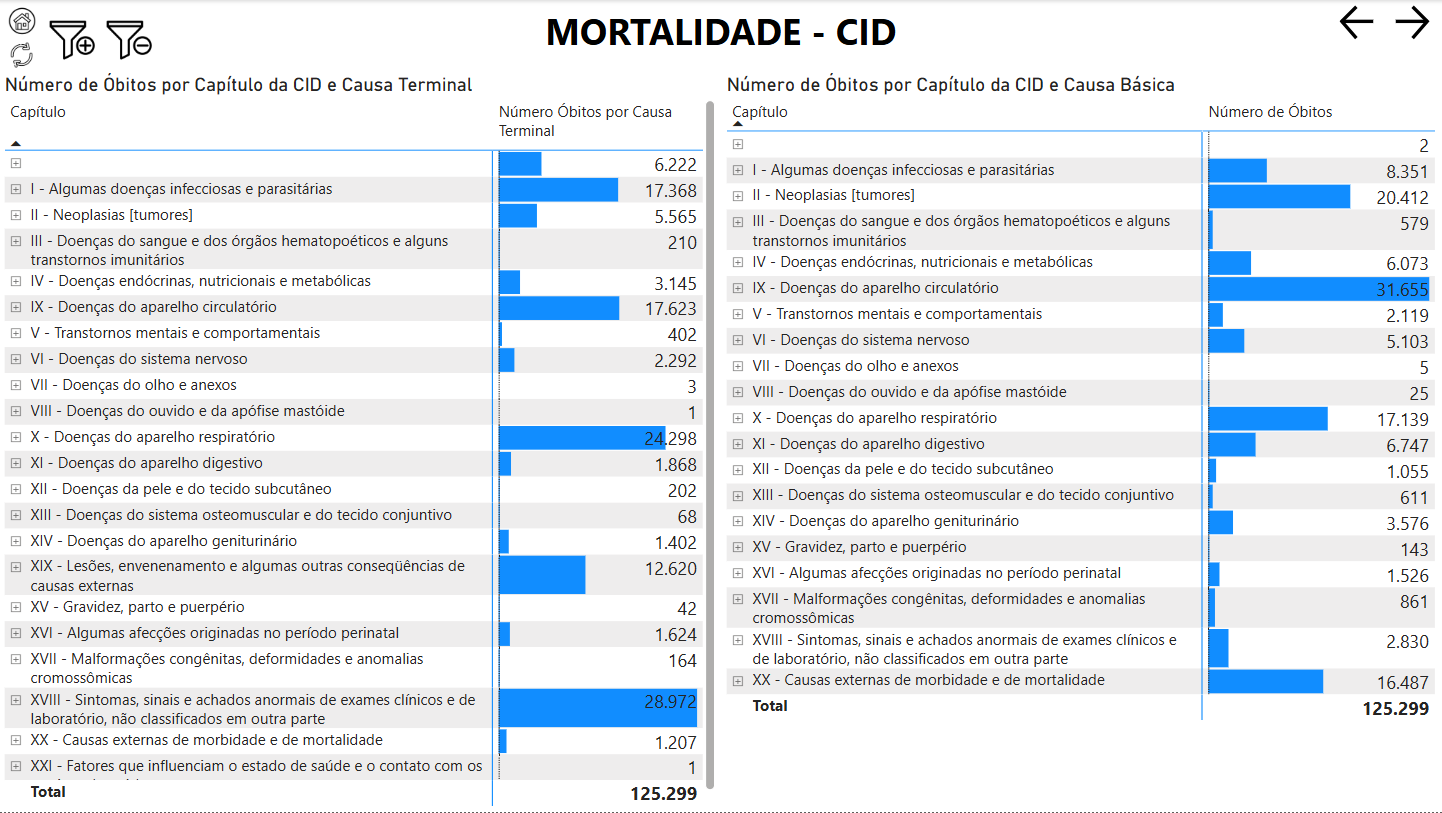 MORTALIDADE - CID
Número de Óbitos por Capítulo da CID e Causa Terminal
Capítulo
Número Óbitos por Causa
Terminal
6.222
I - Algumas doenças infecciosas e parasitárias 17.368
II - Neoplasias [tumores] 5.565
III - Doenças do sangue e dos órgãos hematopoéticos e alguns 210
transtornos imunitários
IV - Doenças endócrinas, nutricionais e metabólicas 3.145
IX - Doenças do aparelho circulatório 17.623
V - Transtornos mentais e comportamentais 402
VI - Doenças do sistema nervoso 2.292
VII - Doenças do olho e anexos 3
VIII - Doenças do ouvido e da apófise mastóide 1
X - Doenças do aparelho respiratório 24.298
XI - Doenças do aparelho digestivo 1.868
XII - Doenças da pele e do tecido subcutâneo 202
XIII - Doenças do sistema osteomuscular e do tecido conjuntivo 68
XIV - Doenças do aparelho geniturinário 1.402
XIX - Lesões, envenenamento e algumas outras conseqüências de 12.620
causas externas
XV - Gravidez, parto e puerpério 42
XVI - Algumas afecções originadas no período perinatal 1.624
XVII - Malformações congênitas, deformidades e anomalias 164
cromossômicas
XVIII - Sintomas, sinais e achados anormais de exames clínicos e de 28.972
laboratório, não classificados em outra parte
XX - Causas externas de morbidade e de mortalidade 1.207
XXI - Fatores que influenciam o estado de saúde e o contato com os 1
Total 125.299
Número de Óbitos por Capítulo da CID e Causa Básica
Capítulo Número de Óbitos
2
I - Algumas doenças infecciosas e parasitárias 8.351
II - Neoplasias [tumores] 20.412
III - Doenças do sangue e dos órgãos hematopoéticos e alguns 579
transtornos imunitários
IV - Doenças endócrinas, nutricionais e metabólicas 6.073
IX - Doenças do aparelho circulatório 31.655
V - Transtornos mentais e comportamentais 2.119
VI - Doenças do sistema nervoso 5.103
VII - Doenças do olho e anexos 5
VIII - Doenças do ouvido e da apófise mastóide 25
X - Doenças do aparelho respiratório 17.139
XI - Doenças do aparelho digestivo 6.747
XII - Doenças da pele e do tecido subcutâneo 1.055
XIII - Doenças do sistema osteomuscular e do tecido conjuntivo 611
XIV - Doenças do aparelho geniturinário 3.576
XV - Gravidez, parto e puerpério 143
XVI - Algumas afecções originadas no período perinatal 1.526
XVII - Malformações congênitas, deformidades e anomalias 861
cromossômicas
XVIII - Sintomas, sinais e achados anormais de exames clínicos e 2.830
de laboratório, não classificados em outra parte
XX - Causas externas de morbidade e de mortalidade 16.487
Total 125.299